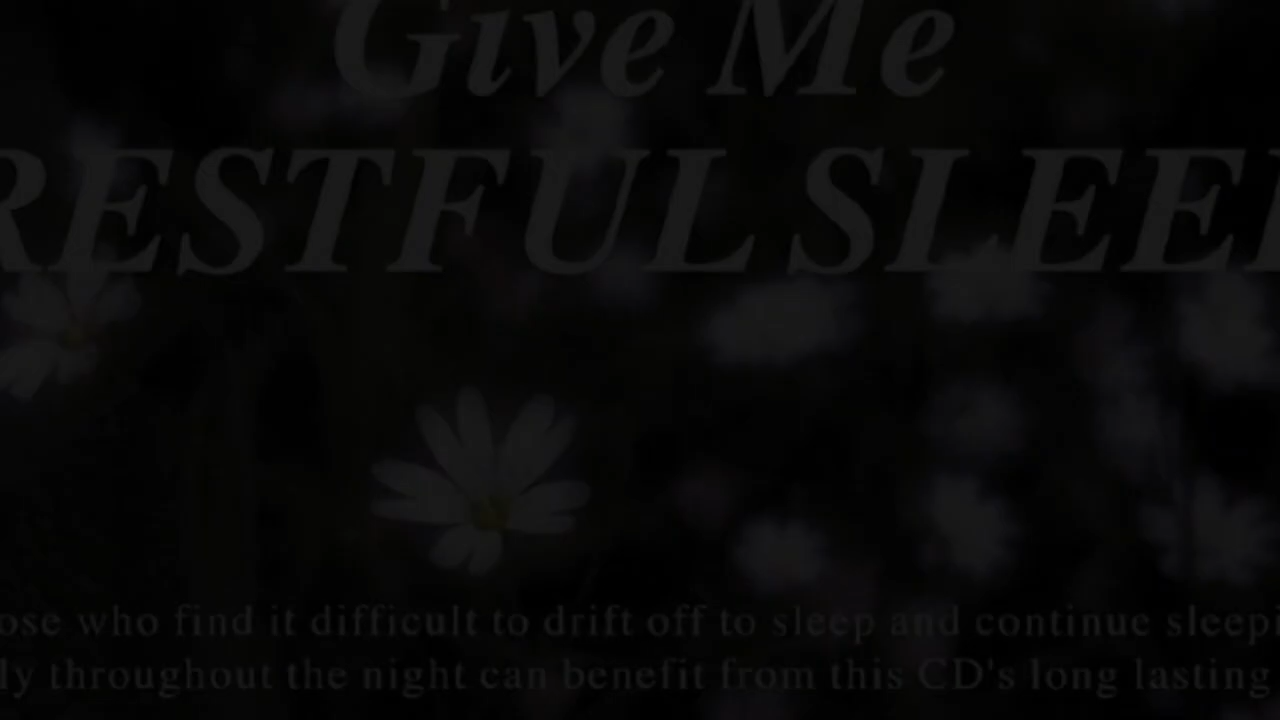 Give Me
RESTFUL SLEEP
ose who find it difficult to drift off to sleep and continue sleepi
ly throughout the night can benefit from this CD's long lasting